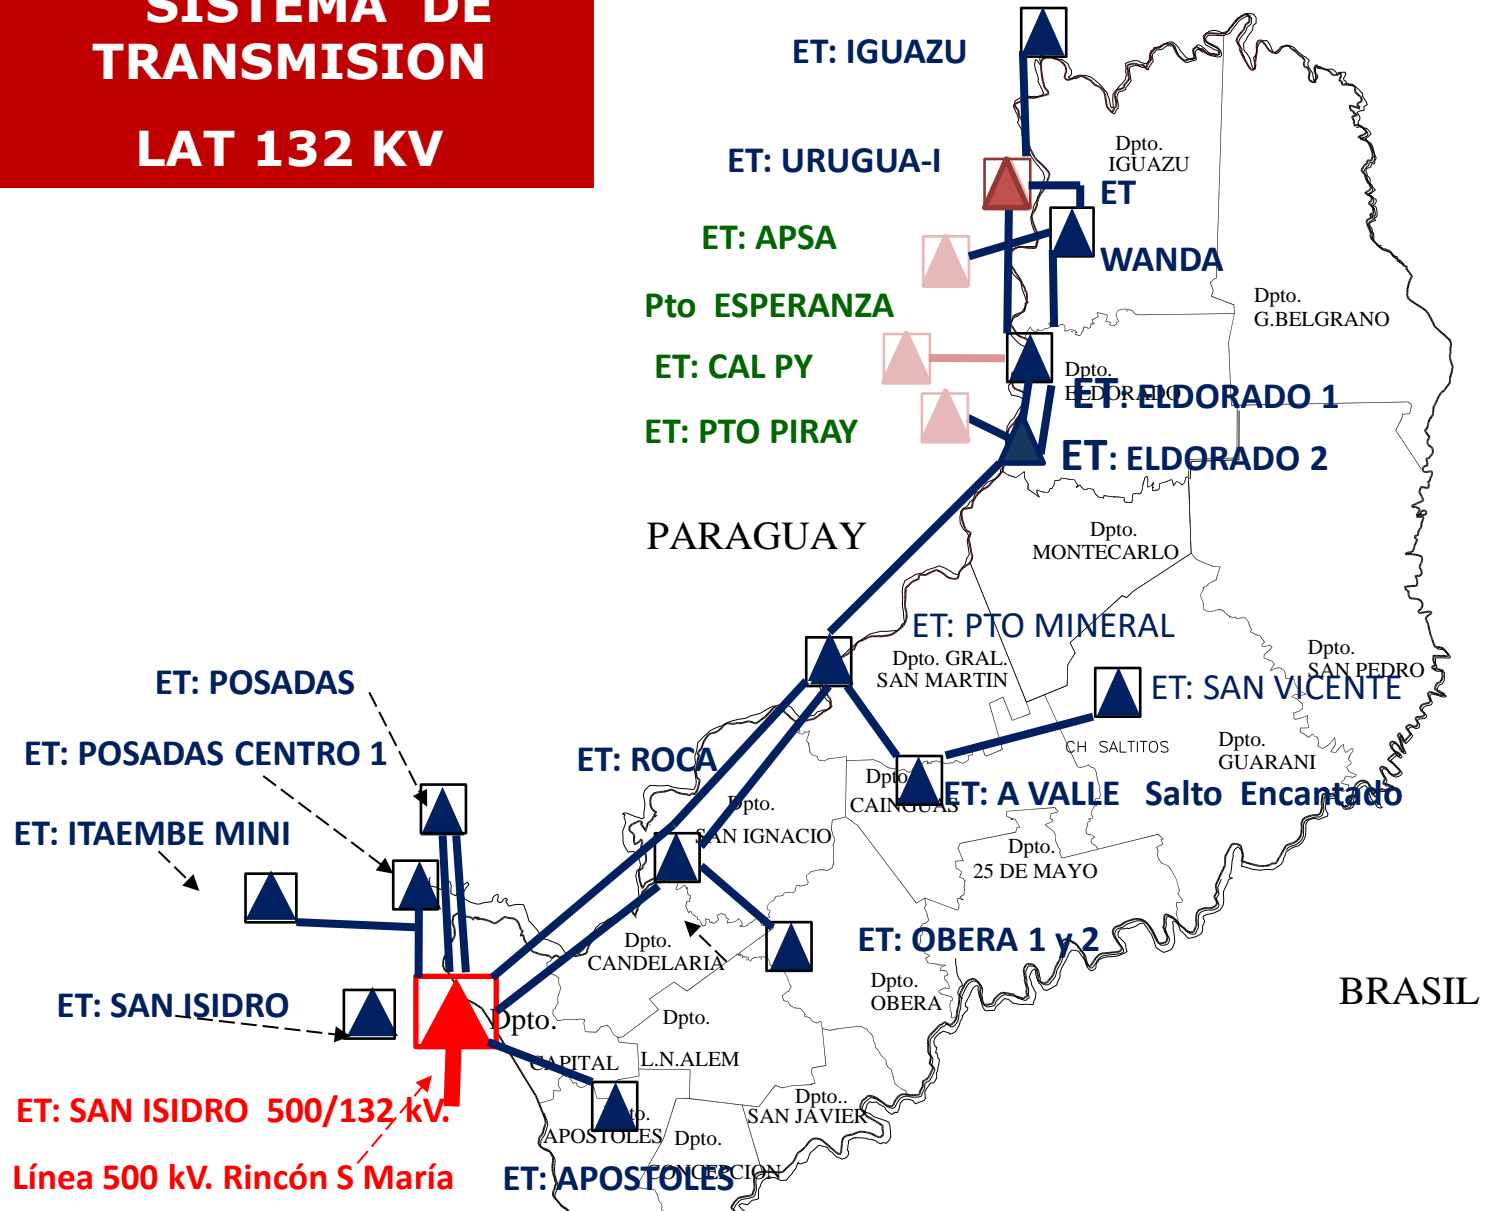 SISTEMA DE
TRANSMISION
LAT 132 KV
ET: IGUAZU
Dpto.
IGUAZU
ET: URUGUA-I
ET
WANDA
ET: APSA
Pto ESPERANZA
Dpto.
G.BELGRANO
ET: CAL PY
Dpto.
ELDORADO
ET: ELDORADO 1
ET: PTO PIRAY
ET: ELDORADO 2
PARAGUAY
Dpto.
MONTECARLO
ET: PTO MINERAL
Dpto. GRAL.
SAN MARTIN
Dpto.
SAN PEDRO
ET: SAN VICENTE
ET: POSADAS
ET: POSADAS CENTRO 1
ET: ROCA
CH SALTITOS
Dpto.
GUARANI
Dpto
CAINGUAS
ET: A VALLE Salto Encantado
ET: ITAEMBE MINI
Dpto.
SAN IGNACIO
Dpto.
25 DE MAYO
Dpto.
CANDELARIA
ET: OBERA 1 y 2
Dpto.
OBERA
BRASIL
ET: SAN ISIDRO
Dpto.
CAPITAL
Dpto.
L.N.ALEM
ET: SAN ISIDRO 500/132 kV.
Dpto..
SAN JAVIER
to.
APOSTOLES
Dpto.
CONCEPCION
Línea 500 kV. Rincón S María
ET: APOSTOLES